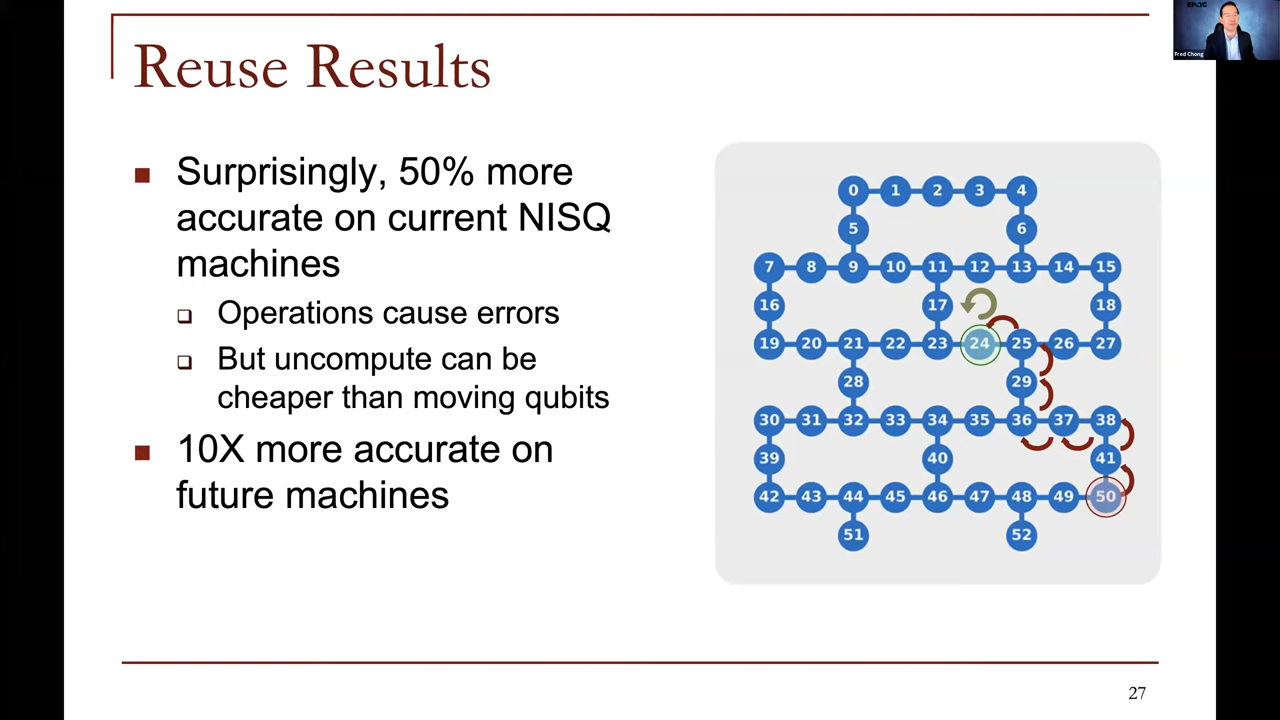 Reuse Results
EPiQC
Fred Chong
Surprisingly, 50% more
accurate on current NISQ
machines
Operations cause errors
But uncompute can be
cheaper than moving qubits
10X more accurate on
future machines
0 1 2 3 4
5 6
7 8 9 10 11 12 13 14 15
16 17 18
19 20 21 22 23 24 25 26 27
28 29
30 31 32 33 34 35 36 37 38
39 40 41
42 43 44 45 46 47 48 49 50
51 52
27